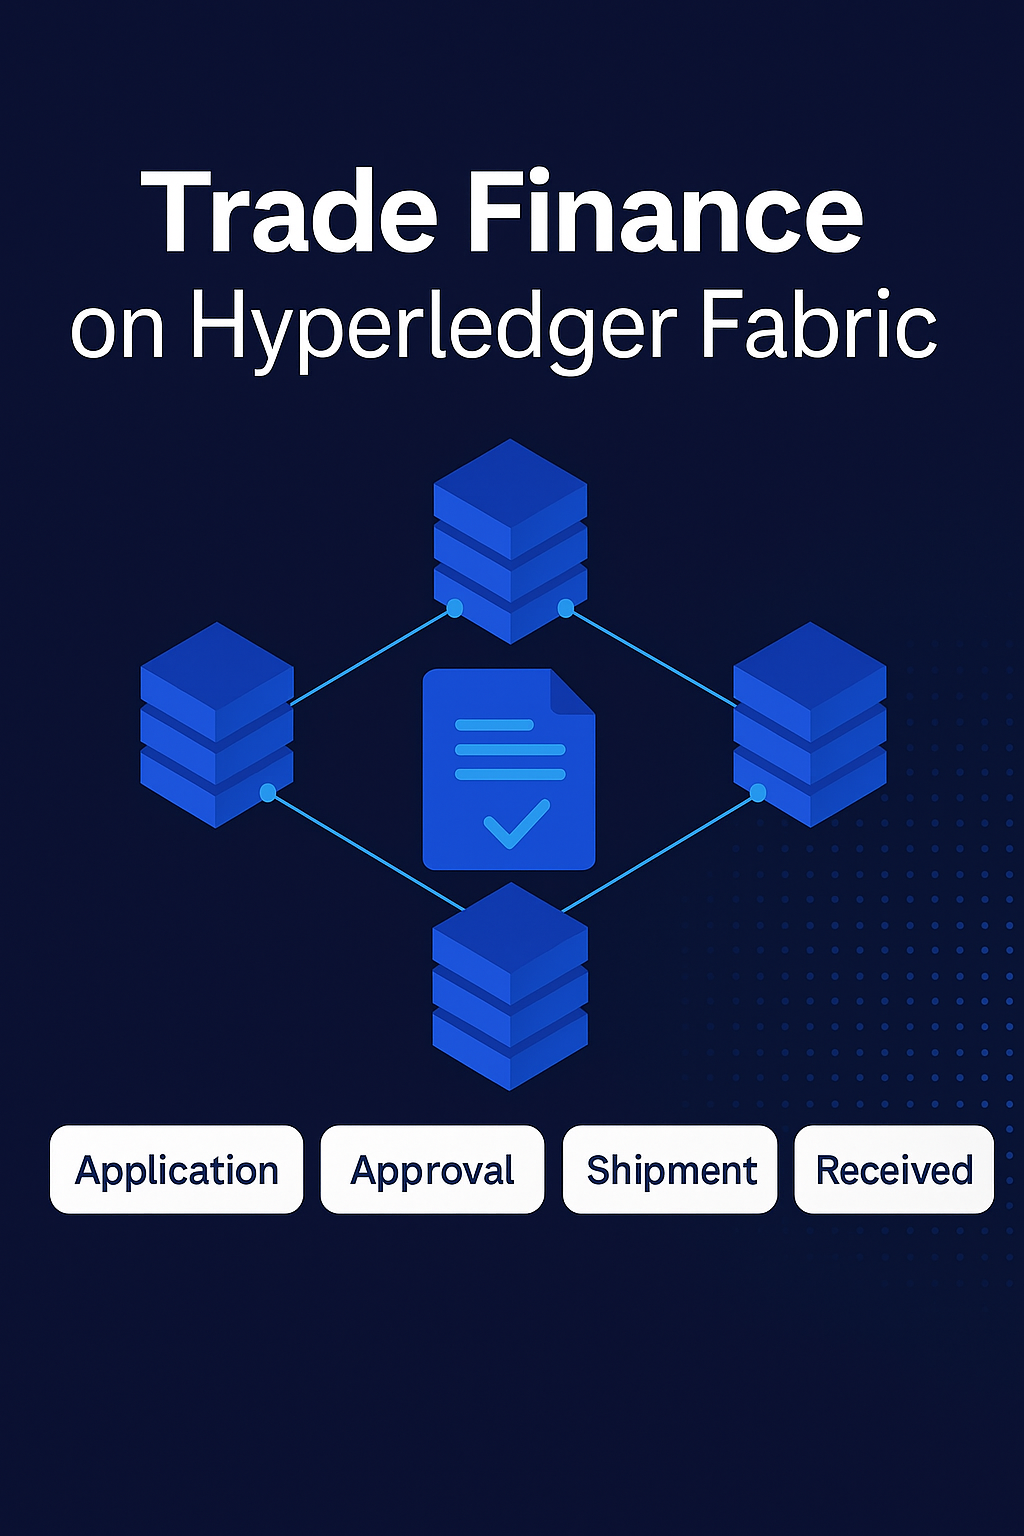 Trade Finance
on Hyperledger Fabric
Application
Approval
Shipment
Received